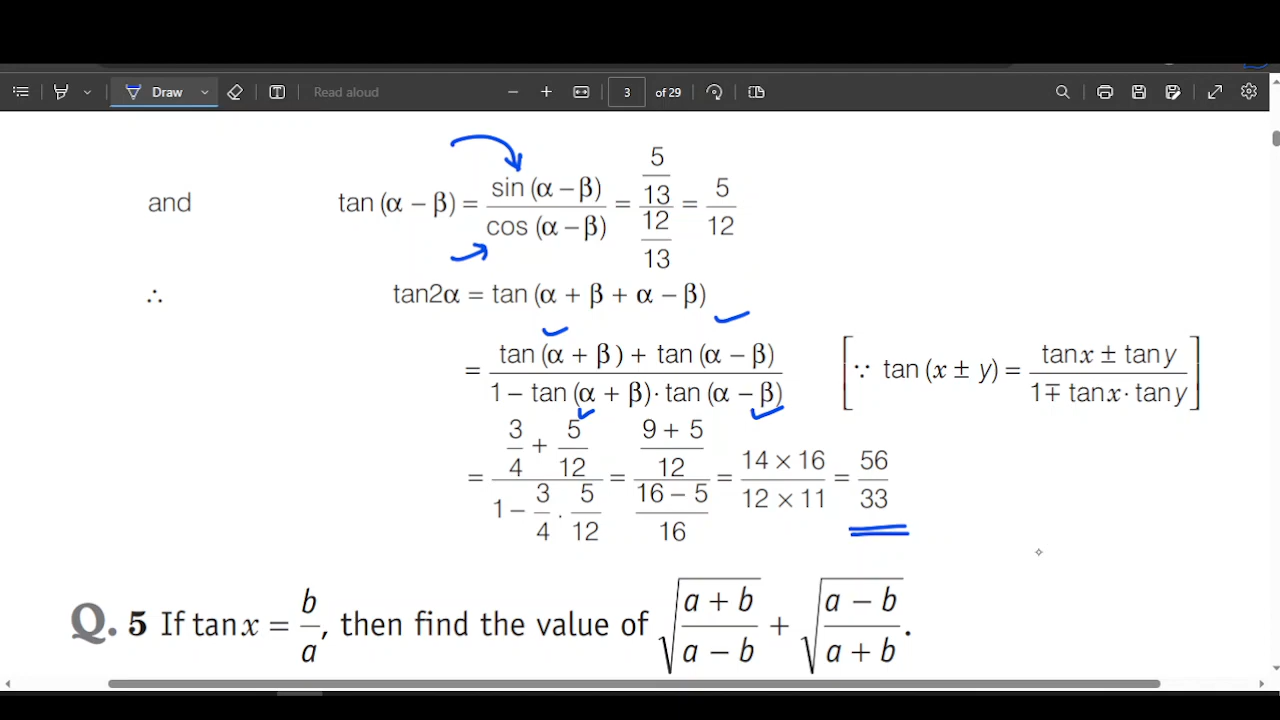 Draw Read aloud 3 of 29
and tan (α − β) = sin (α − β) / cos (α − β) = (5/13) / (12/13) = 5/12
∴ tan2α = tan (α + β + α − β)
= (tan (α + β) + tan (α − β)) / (1 − tan (α + β)· tan (α − β)) [∵ tan (x ± y) = (tan x ± tan y) / (1 ∓ tan x· tan y)]
= (3/4 + 5/12) / (1 − 3/4 · 5/12) = ((9 + 5)/12) / ((16 − 5)/16) = (14 × 16) / (12 × 11) = 56/33
Q. 5 If tan x = b/a, then find the value of √((a + b)/(a − b)) + √((a − b)/(a + b)).